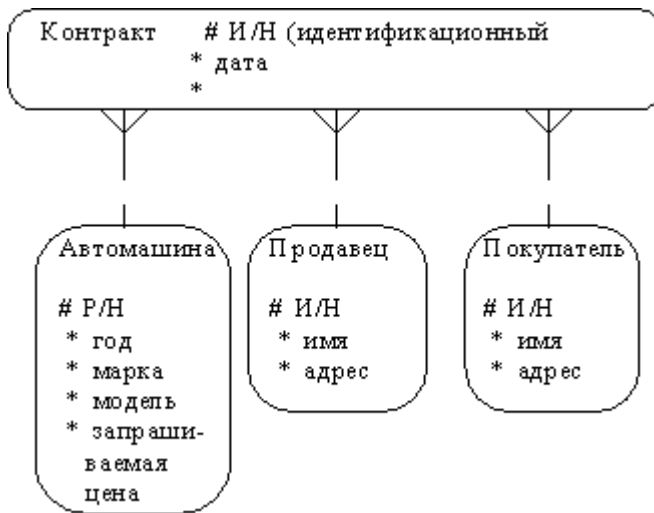 Контракт # И/Н (идентификационный
* дата
*
Автомашина
# Р/Н
* год
* марка
* модель
* запраши-
ваемая
цена
Продавец
# И/Н
* имя
* адрес
Покупатель
# И/Н
* имя
* адрес